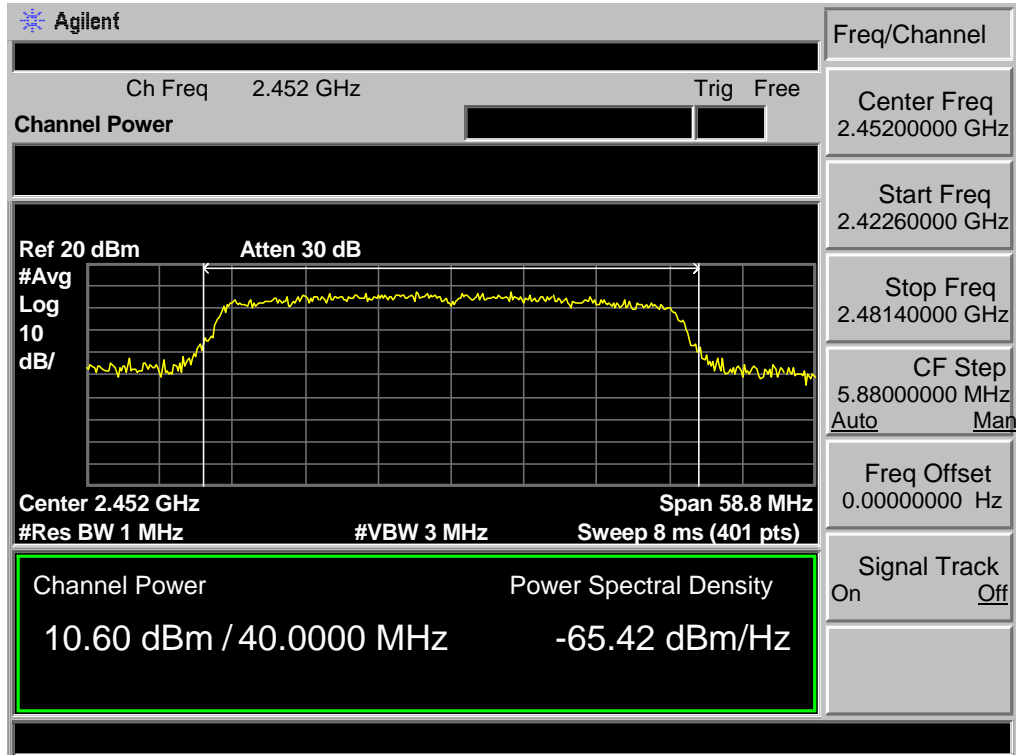 Agilent
Freq/Channel
Ch Freq 2.452 GHz Trig Free
Channel Power
Center Freq
2.45200000 GHz
Start Freq
2.42260000 GHz
Stop Freq
2.48140000 GHz
CF Step
5.88000000 MHz
Auto Man
Freq Offset
0.00000000 Hz
Signal Track
On Off
Ref 20 dBm Atten 30 dB
#Avg
Log
10
dB/
Center 2.452 GHz Span 58.8 MHz
#Res BW 1 MHz #VBW 3 MHz Sweep 8 ms (401 pts)
Channel Power Power Spectral Density
10.60 dBm / 40.0000 MHz -65.42 dBm/Hz